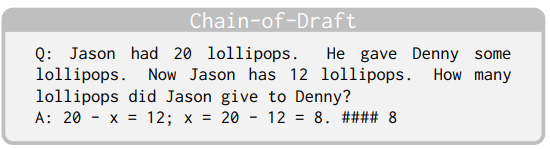 Chain-of-Draft
Q: Jason had 20 lollipops. He gave Denny some
lollipops. Now Jason has 12 lollipops. How many
lollipops did Jason give to Denny?
A: 20 - x = 12; x = 20 - 12 = 8. #### 8